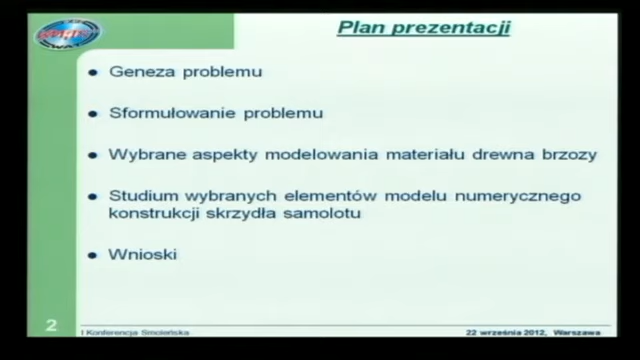 Plan prezentacji
Geneza problemu
Sformułowanie problemu
Wybrane aspekty modelowania materiału drewna brzozy
Studium wybranych elementów modelu numerycznego
konstrukcji skrzydła samolotu
Wnioski
2
I Konferencja Smoleńska
22 września 2012, Warszawa